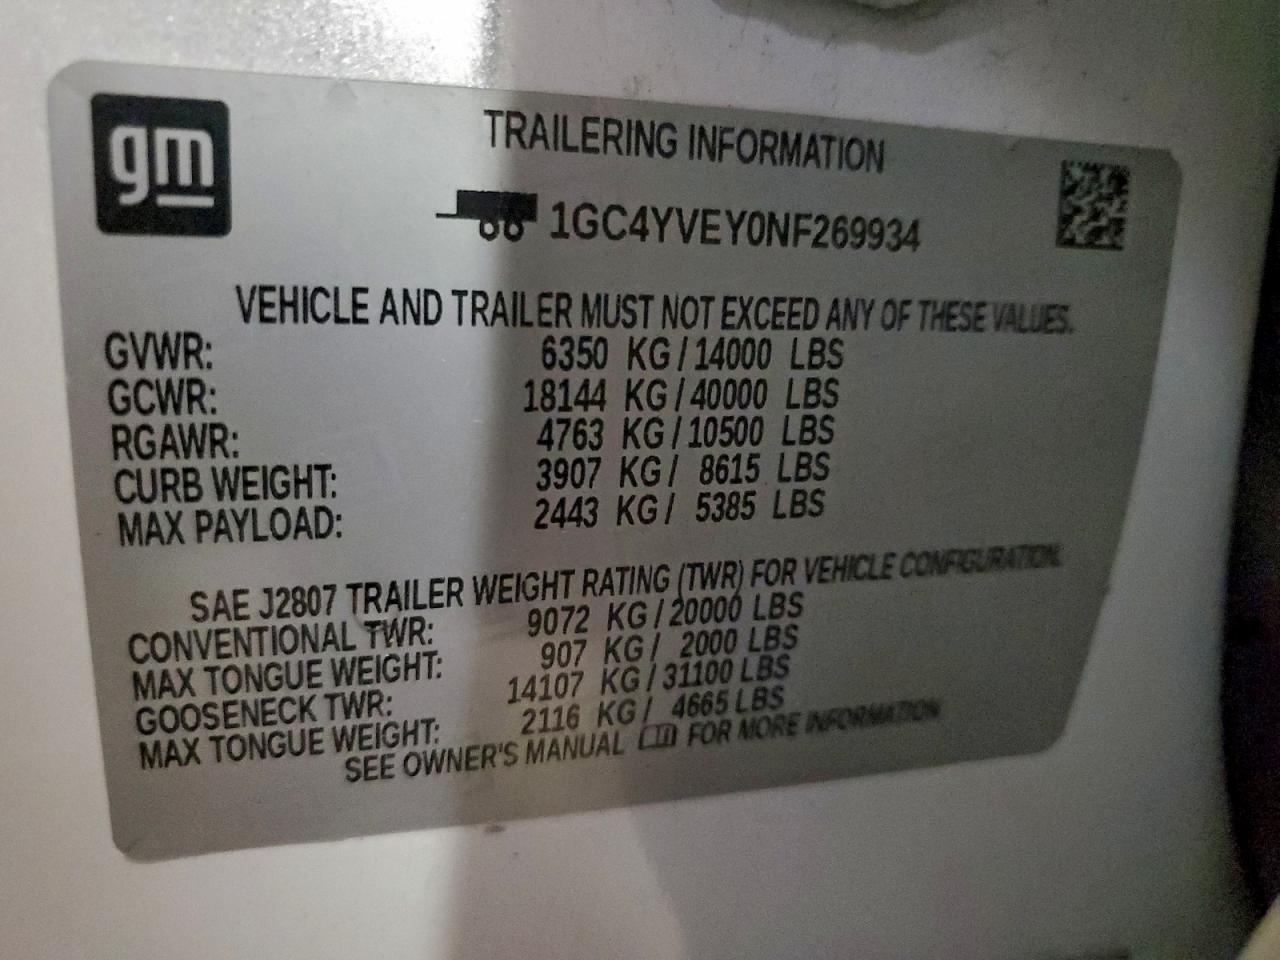 gm
TRAILERING INFORMATION
1GC4YVEY0NF269934
VEHICLE AND TRAILER MUST NOT EXCEED ANY OF THESE VALUES.
GVWR: 6350 KG / 14000 LBS
GCWR: 18144 KG / 40000 LBS
RGAWR: 4763 KG / 10500 LBS
CURB WEIGHT: 3907 KG / 8615 LBS
MAX PAYLOAD: 2443 KG / 5385 LBS
SAE J2807 TRAILER WEIGHT RATING (TWR) FOR VEHICLE CONFIGURATION.
CONVENTIONAL TWR: 9072 KG / 20000 LBS
MAX TONGUE WEIGHT: 907 KG / 2000 LBS
GOOSENECK TWR: 14107 KG / 31100 LBS
MAX TONGUE WEIGHT: 2116 KG / 4665 LBS
SEE OWNER'S MANUAL FOR MORE INFORMATION